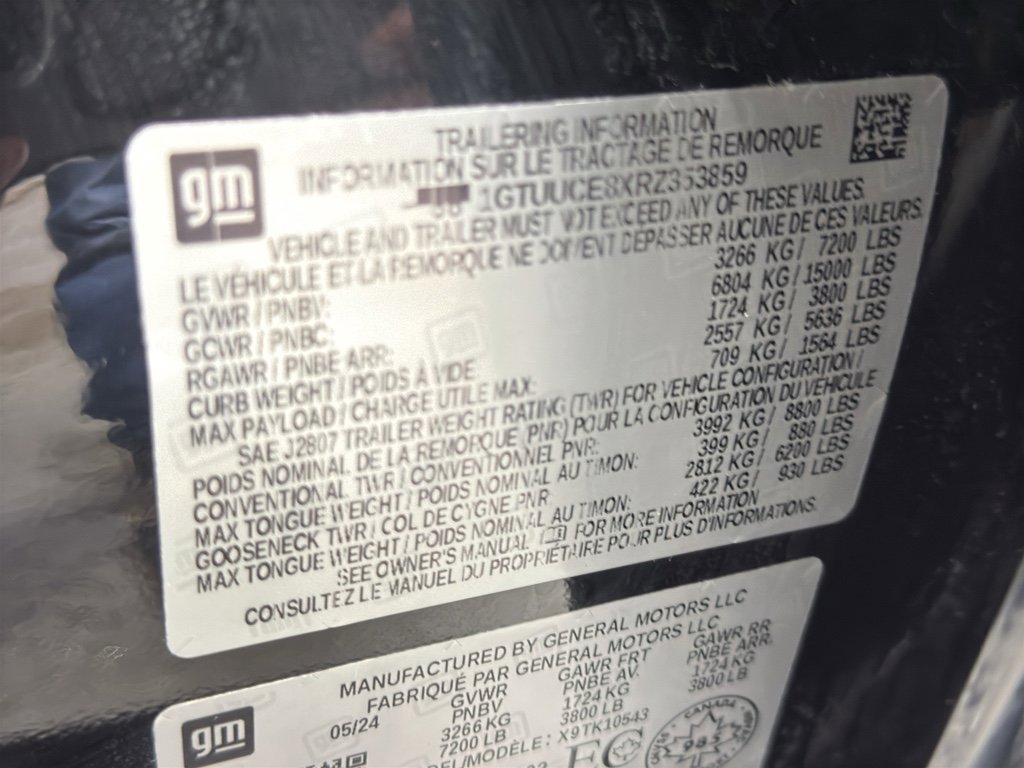 gm
TRAILERING INFORMATION
INFORMATION SUR LE TRACTAGE DE REMORQUE
1GTUUCE8XRZ353859
VEHICLE AND TRAILER MUST NOT EXCEED ANY OF THESE VALUES.
LE VÉHICULE ET LA REMORQUE NE DOIVENT DÉPASSER AUCUNE DE CES VALEURS.
GVWR / PNBV: 3266 KG / 7200 LBS
GCWR / PNBC: 6804 KG / 15000 LBS
RGAWR / PNBE ARR: 1724 KG / 3800 LBS
CURB WEIGHT / POIDS À VIDE 2557 KG / 5636 LBS
MAX PAYLOAD / CHARGE UTILE MAX: 709 KG / 1564 LBS
SAE J2807 TRAILER WEIGHT RATING (TWR) FOR VEHICLE CONFIGURATION /
POIDS NOMINAL DE LA REMORQUE (PNR) POUR LA CONFIGURATION DU VÉHICULE
CONVENTIONAL TWR / CONVENTIONNEL PNR: 3992 KG / 8800 LBS
MAX TONGUE WEIGHT / POIDS NOMINAL AU TIMON: 399 KG / 880 LBS
GOOSENECK TWR / COL DE CYGNE PNR 2812 KG / 6200 LBS
MAX TONGUE WEIGHT / POIDS NOMINAL AU TIMON: 422 KG / 930 LBS
SEE OWNER'S MANUAL FOR MORE INFORMATION
CONSULTEZ LE MANUEL DU PROPRIÉTAIRE POUR PLUS D'INFORMATIONS.
gm
MANUFACTURED BY GENERAL MOTORS LLC
FABRIQUÉ PAR GENERAL MOTORS LLC
05/24
GVWR GAWR FRT GAWR RR
PNBV PNBE AV. PNBE ARR.
3266 KG 1724 KG 1724 KG
7200 LB 3800 LB 3800 LB
/MODÈLE: X9TK10543
CANADA